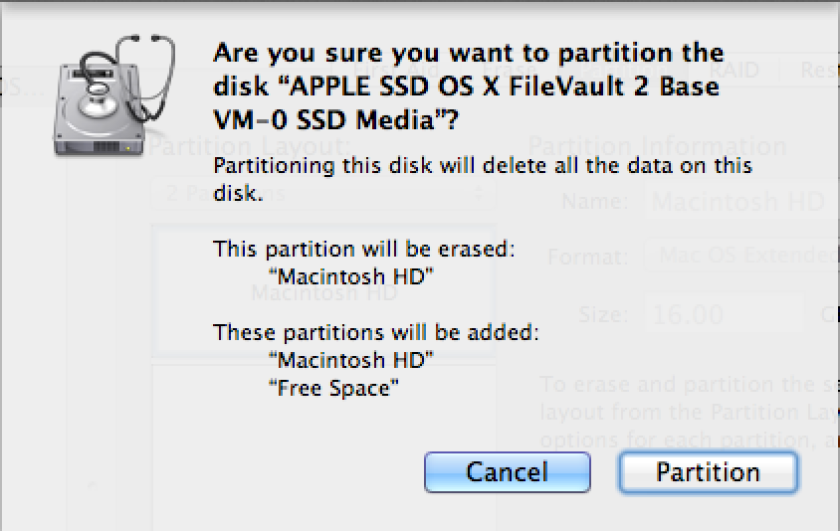 Are you sure you want to partition the
disk “APPLE SSD OS X FileVault 2 Base
VM-0 SSD Media”?
Partitioning this disk will delete all the data on this
disk.
This partition will be erased:
“Macintosh HD”
These partitions will be added:
“Macintosh HD”
“Free Space”
Cancel
Partition
First Aid
Erase
RAID
OS...
Partition Layout:
Partition Information
2 Partitions
Name: Macintosh HD
Format: Mac OS Extended
Macintosh HD
Size: 16.00
To erase and partition the
layout from the Partition
options for each partition,